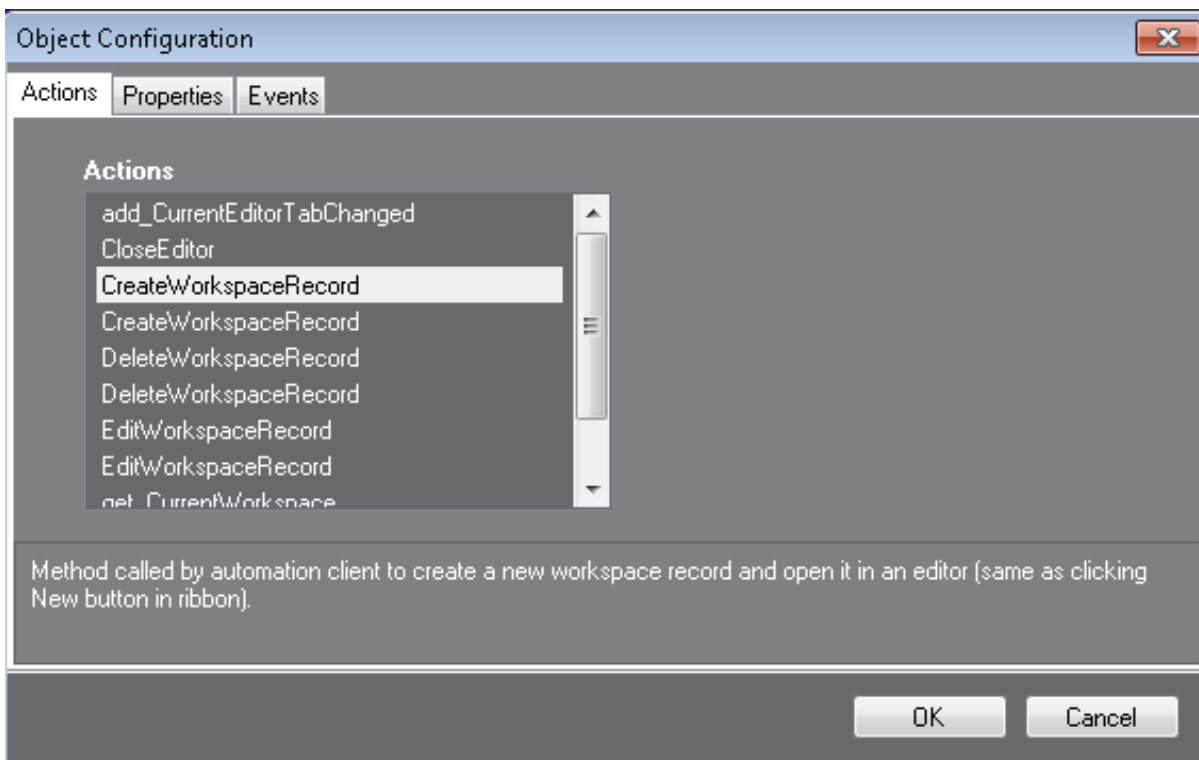 Object Configuration
Actions Properties Events
Actions
add_CurrentEditorTabChanged
CloseEditor
CreateWorkspaceRecord
CreateWorkspaceRecord
DeleteWorkspaceRecord
DeleteWorkspaceRecord
EditWorkspaceRecord
EditWorkspaceRecord
get_CurrentWorkspace
Method called by automation client to create a new workspace record and open it in an editor (same as clicking
New button in ribbon).
OK Cancel